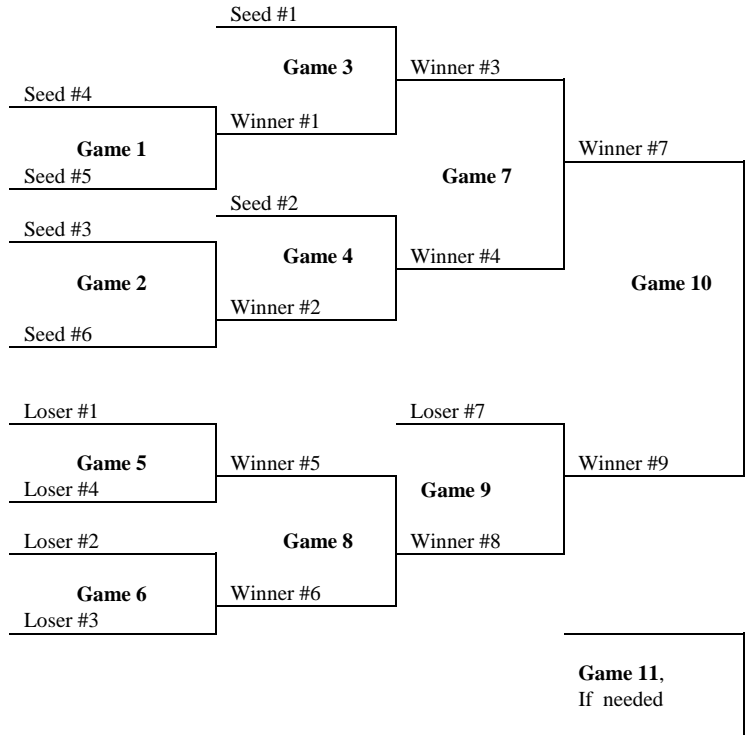 Seed #1
Game 3
Winner #3
Seed #4
Winner #1
Game 1
Winner #7
Seed #5
Game 7
Seed #2
Seed #3
Game 4
Winner #4
Game 2
Game 10
Winner #2
Seed #6
Loser #1
Loser #7
Game 5
Winner #5
Winner #9
Loser #4
Game 9
Loser #2
Game 8
Winner #8
Game 6
Winner #6
Loser #3
Game 11,
If needed